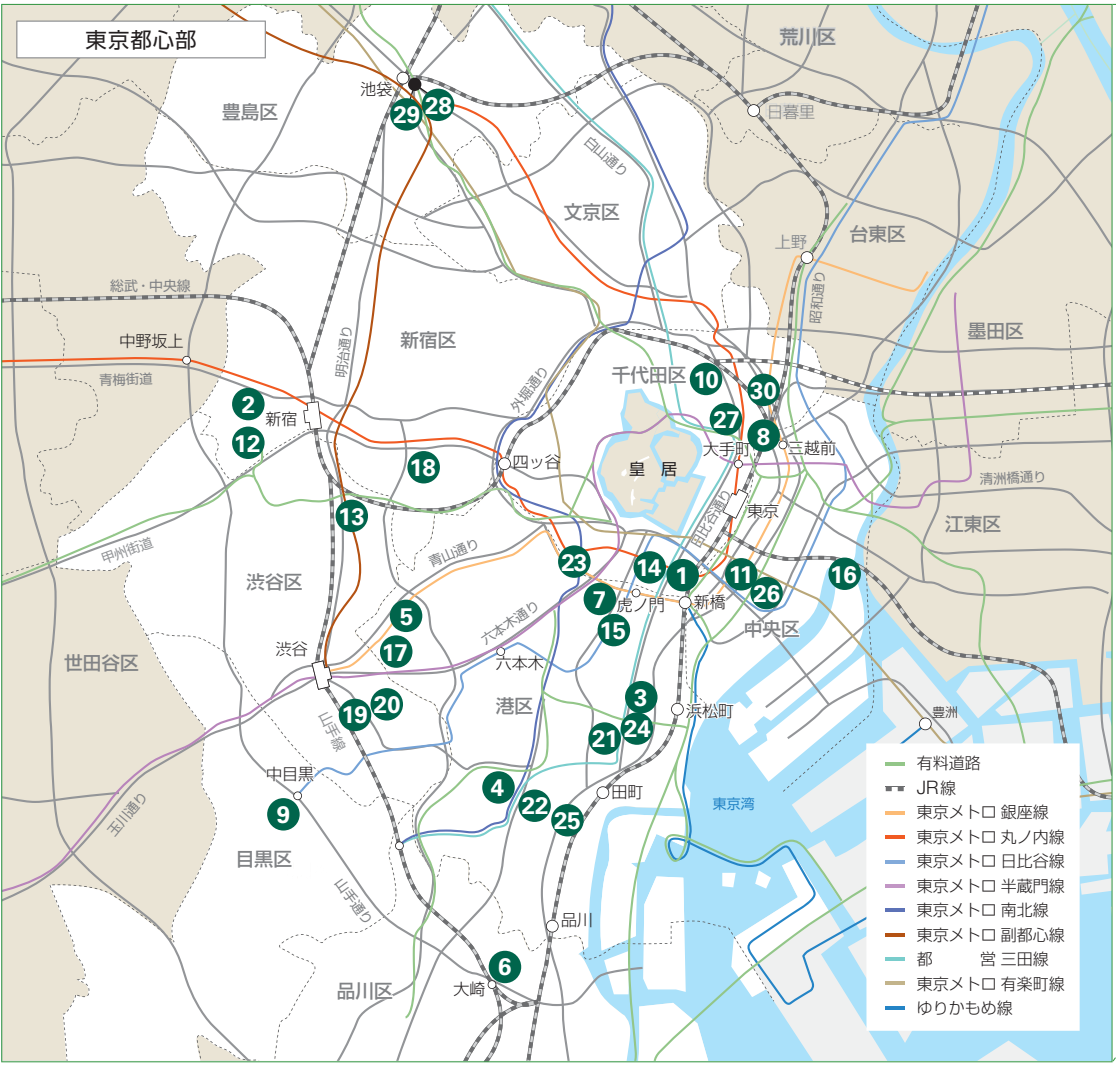 東京都心部
荒川区
池袋
29
28
豊島区
日暮里
白山通り
文京区
台東区
上野
昭和通り
総武・中央線
中野坂上
青梅街道
明治通り
新宿区
外堀通り
千代田区
墨田区
10
30
2
新宿
12
27
8
大手町
三越前
18
四ッ谷
皇 居
清洲橋通り
13
日比谷通り
東京
江東区
甲州街道
青山通り
渋谷区
23
14
1
11
26
16
5
7
虎ノ門
新橋
15
中央区
17
六本木通り
六本木
渋谷
世田谷区
19
20
山手線
港区
3
24
21
浜松町
豊洲
中目黒
9
4
22
25
田町
東京湾
玉川通り
目黒区
山手通り
品川
6
大崎
品川区
有料道路
JR線
東京メトロ 銀座線
東京メトロ 丸ノ内線
東京メトロ 日比谷線
東京メトロ 半蔵門線
東京メトロ 南北線
東京メトロ 副都心線
都 営 三田線
東京メトロ 有楽町線
ゆりかもめ線